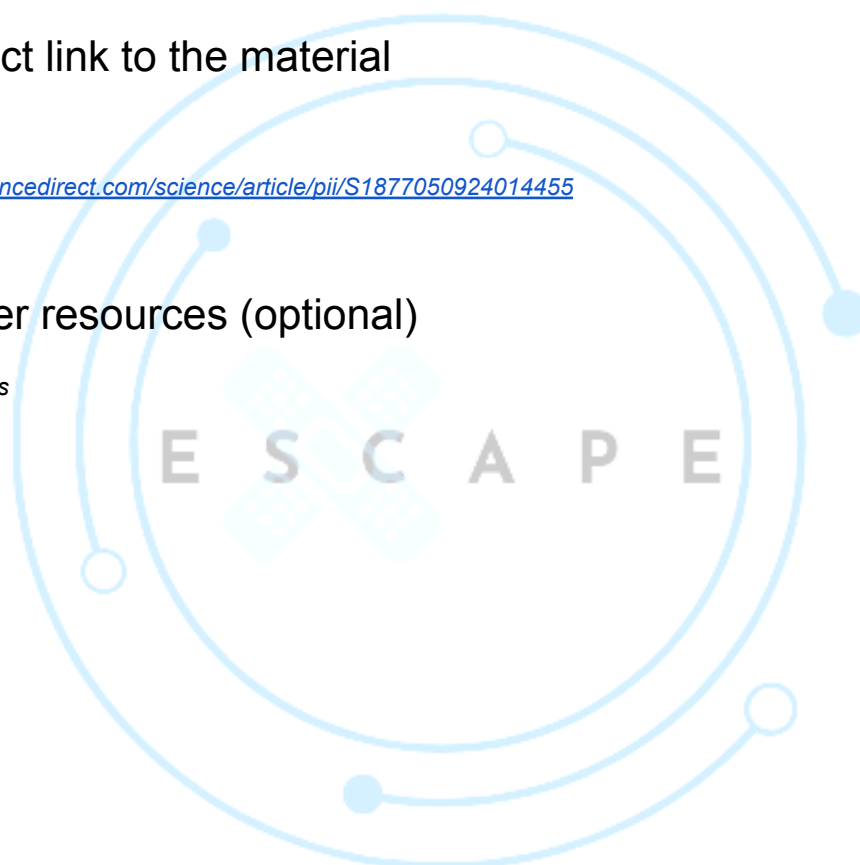 ct link to the material
ncedirect.com/science/article/pii/S1877050924014455
er resources (optional)
s
E S C A P E